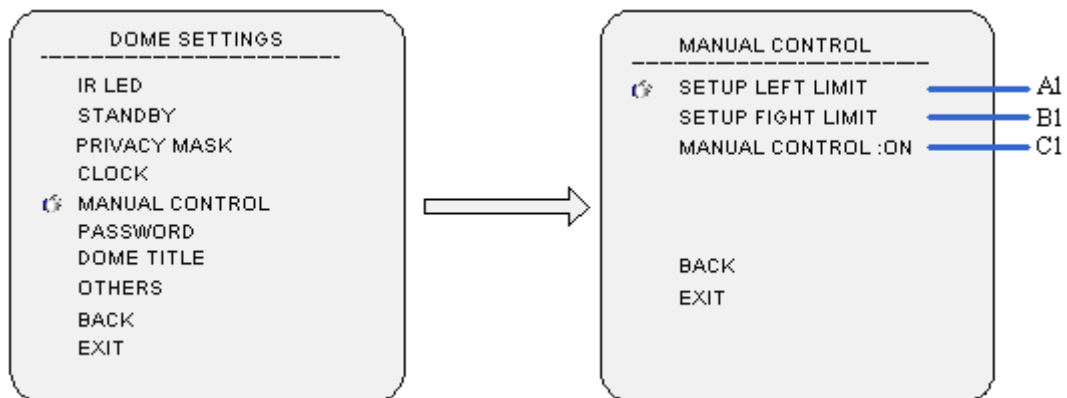 DOME SETTINGS
IR LED
STANDBY
PRIVACY MASK
CLOCK
MANUAL CONTROL
PASSWORD
DOME TITLE
OTHERS
BACK
EXIT
MANUAL CONTROL
SETUP LEFT LIMIT A1
SETUP FIGHT LIMIT B1
MANUAL CONTROL :ON C1
BACK
EXIT